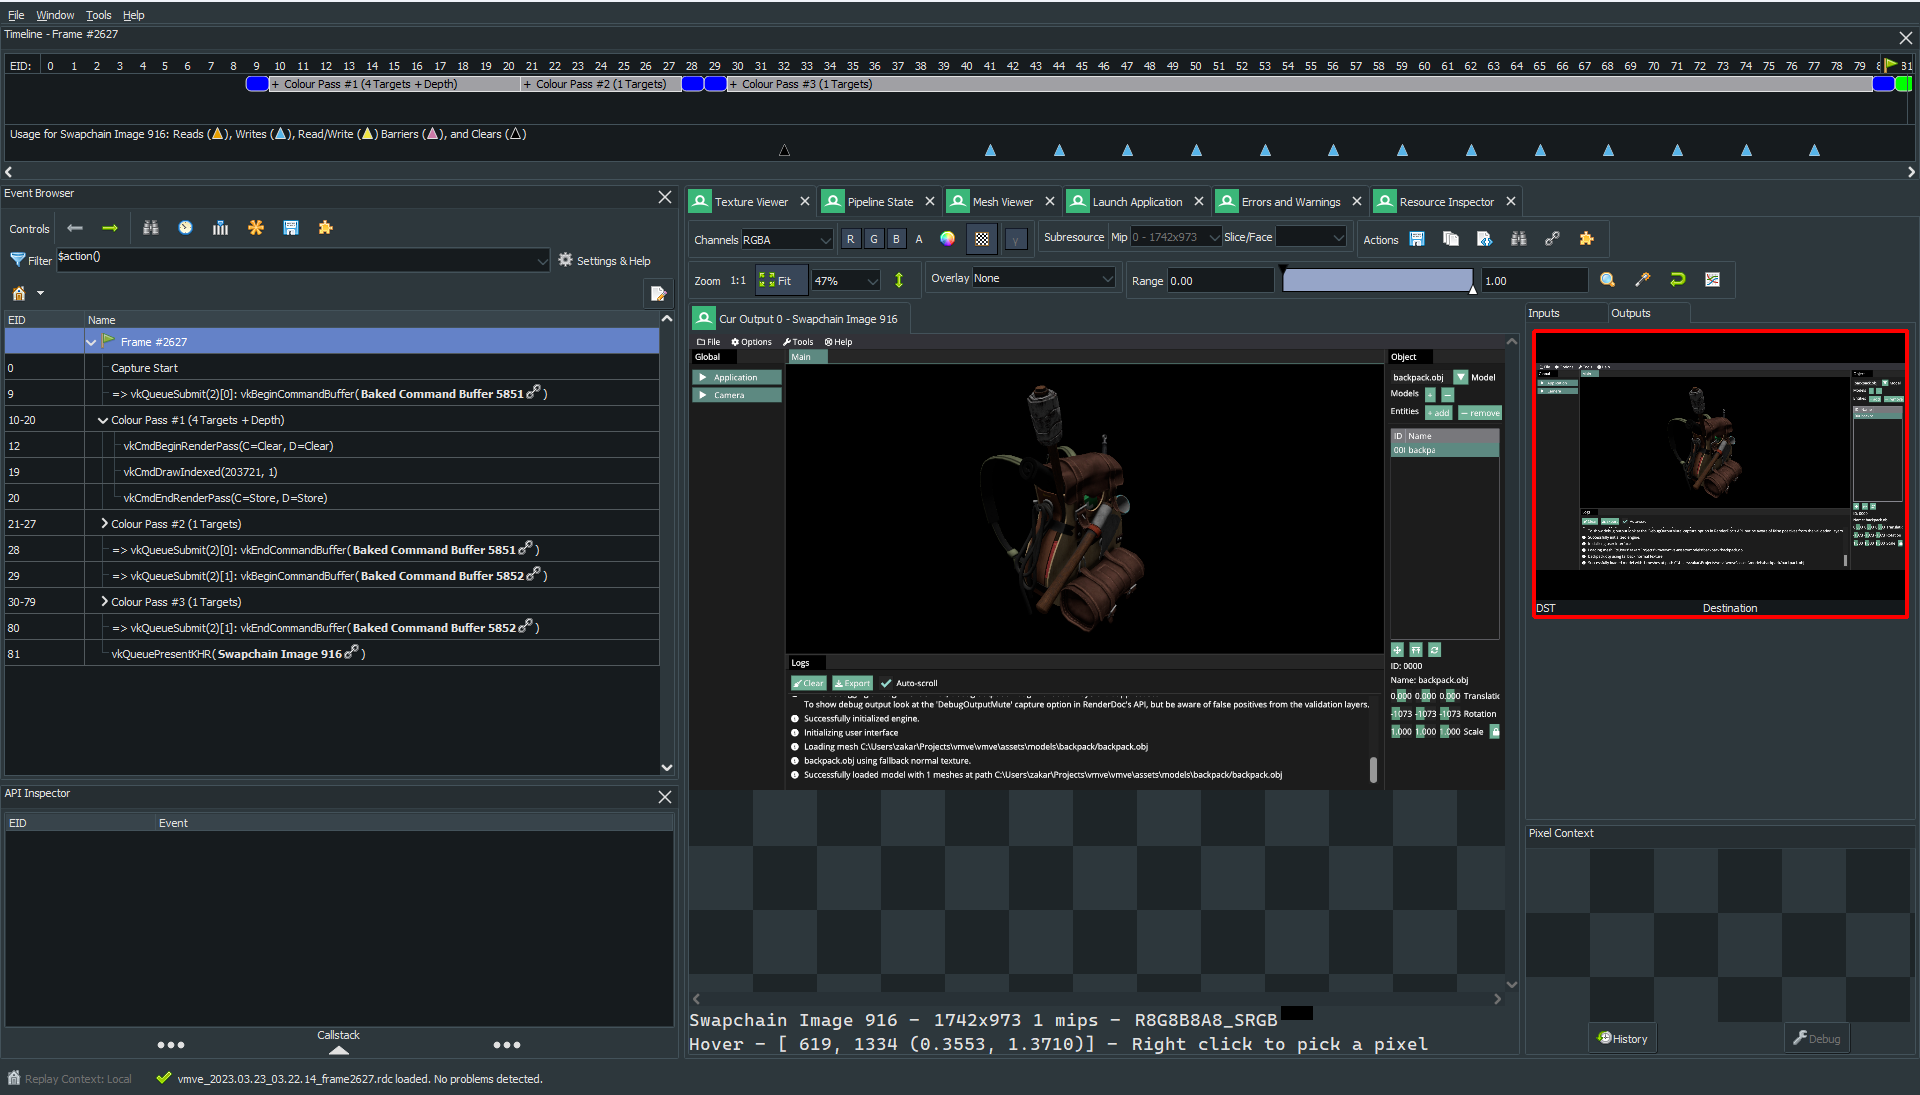 File Window Tools Help
Timeline - Frame #2627
EID: 0 1 2 3 4 5 6 7 8 9 10 11 12 13 14 15 16 17 18 19 20 21 22 23 24 25 26 27 28 29 30 31 32 33 34 35 36 37 38 39 40 41 42 43 44 45 46 47 48 49 50 51 52 53 54 55 56 57 58 59 60 61 62 63 64 65 66 67 68 69 70 71 72 73 74 75 76 77 78 79 81
+ Colour Pass #1 (4 Targets + Depth) + Colour Pass #2 (1 Targets) + Colour Pass #3 (1 Targets)
Usage for Swapchain Image 916: Reads (), Writes (), Read/Write () Barriers (), and Clears ()
Event Browser
Controls
Filter $action() Settings & Help
EID Name
Frame #2627
0 Capture Start
9 => vkQueueSubmit(2)[0]: vkBeginCommandBuffer( Baked Command Buffer 5851 )
10-20 Colour Pass #1 (4 Targets + Depth)
12 vkCmdBeginRenderPass(C=Clear, D=Clear)
19 vkCmdDrawIndexed(203721, 1)
20 vkCmdEndRenderPass(C=Store, D=Store)
21-27 Colour Pass #2 (1 Targets)
28 => vkQueueSubmit(2)[0]: vkEndCommandBuffer( Baked Command Buffer 5851 )
29 => vkQueueSubmit(2)[1]: vkBeginCommandBuffer( Baked Command Buffer 5852 )
30-79 Colour Pass #3 (1 Targets)
80 => vkQueueSubmit(2)[1]: vkEndCommandBuffer( Baked Command Buffer 5852 )
81 vkQueuePresentKHR( Swapchain Image 916 )
API Inspector
EID Event
Callstack
Texture Viewer Pipeline State Mesh Viewer Launch Application Errors and Warnings Resource Inspector
Channels RGBA R G B A γ Subresource Mip 0 - 1742x973 Slice/Face Actions
Zoom 1:1 Fit 47% Overlay None Range 0.00 1.00
Cur Output 0 - Swapchain Image 916
File Options Tools Help
Global Main Object
Application
Camera
backpack.obj Model
Models + −
Entities + add − remove
ID Name
00 backpa
ID: 0000
Name: backpack.obj
0.000 0.000 0.000 Translatic
-1073 -1073 -1073 Rotation
1.000 1.000 1.000 Scale
Logs
Clear Export Auto-scroll
To show debug output look at the 'DebugOutputMute' capture option in RenderDoc's API, but be aware of false positives from the validation layers.
Successfully initialized engine.
Initializing user interface
Loading mesh C:\Users\zakar\Projects\vmve\vmve\assets\models\backpack/backpack.obj
backpack.obj using fallback normal texture.
Successfully loaded model with 1 meshes at path C:\Users\zakar\Projects\vmve\vmve\assets\models\backpack/backpack.obj
Swapchain Image 916 - 1742x973 1 mips - R8G8B8A8_SRGB
Hover - [ 619, 1334 (0.3553, 1.3710)] - Right click to pick a pixel
Inputs Outputs
DST Destination
Pixel Context
History Debug
Replay Context: Local vmve_2023.03.23_03.22.14_frame2627.rdc loaded. No problems detected.